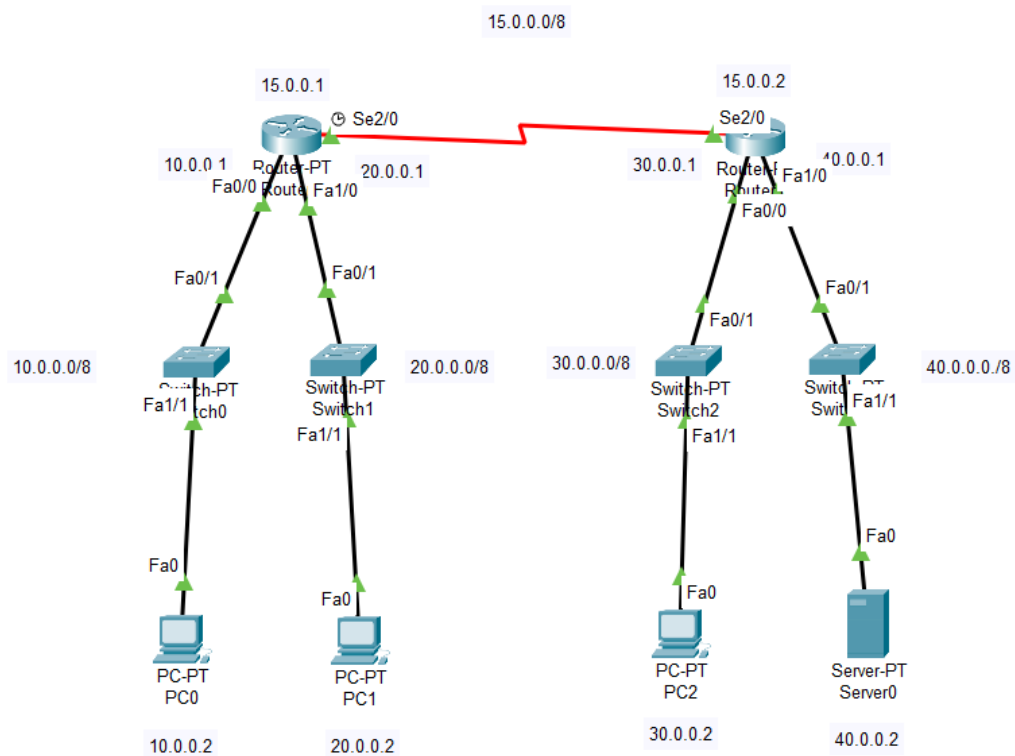 15.0.0.0/8
15.0.0.1
15.0.0.2
Se2/0
Se2/0
10.0.0.1
Router-PT
20.0.0.1
30.0.0.1
40.0.0.1
Fa0/0
Fa1/0
Fa1/0
Fa0/0
Fa0/1
Fa0/1
Fa0/1
Fa0/1
10.0.0.0/8
20.0.0.0/8
30.0.0.0/8
40.0.0.0/8
Switch-PT
Switch-PT
Switch1
Switch-PT
Switch2
Switch-PT
Fa1/1
Fa1/1
Fa1/1
Fa1/1
Fa0
Fa0
Fa0
Fa0
PC-PT
PC0
PC-PT
PC1
PC-PT
PC2
Server-PT
Server0
10.0.0.2
20.0.0.2
30.0.0.2
40.0.0.2